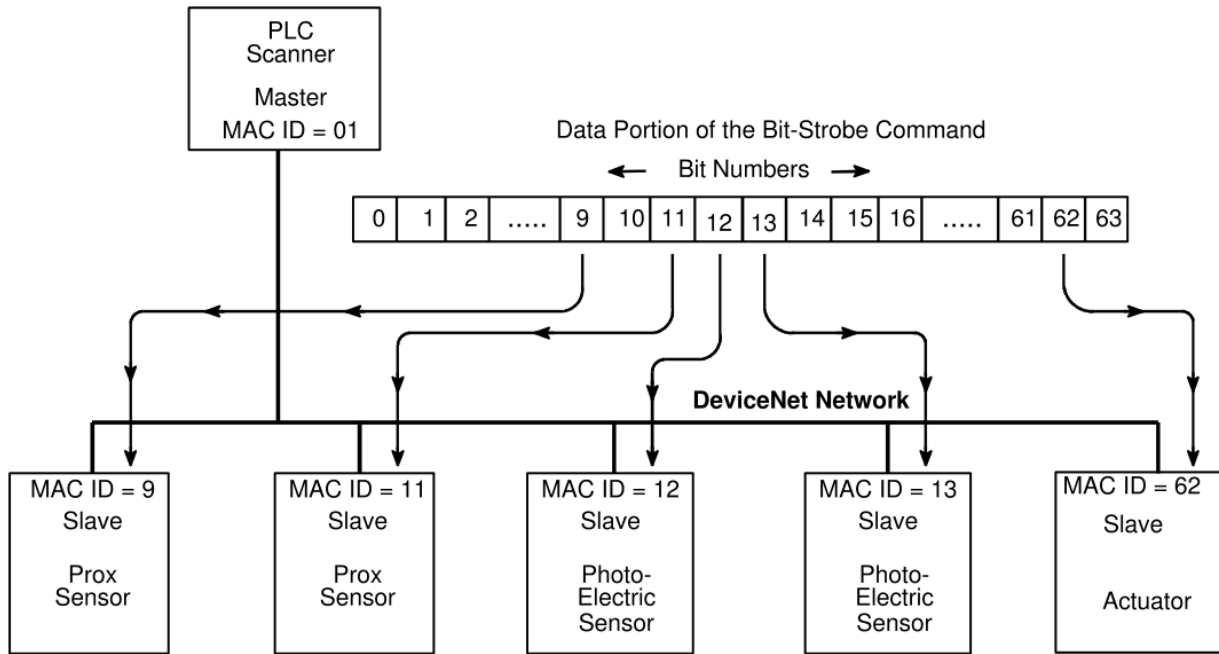 PLC
Scanner
Master
MAC ID = 01
Data Portion of the Bit-Strobe Command
Bit Numbers
0 1 2 ..... 9 10 11 12 13 14 15 16 ..... 61 62 63
DeviceNet Network
MAC ID = 9
Slave
Prox
Sensor
MAC ID = 11
Slave
Prox
Sensor
MAC ID = 12
Slave
Photo-
Electric
Sensor
MAC ID = 13
Slave
Photo-
Electric
Sensor
MAC ID = 62
Slave
Actuator